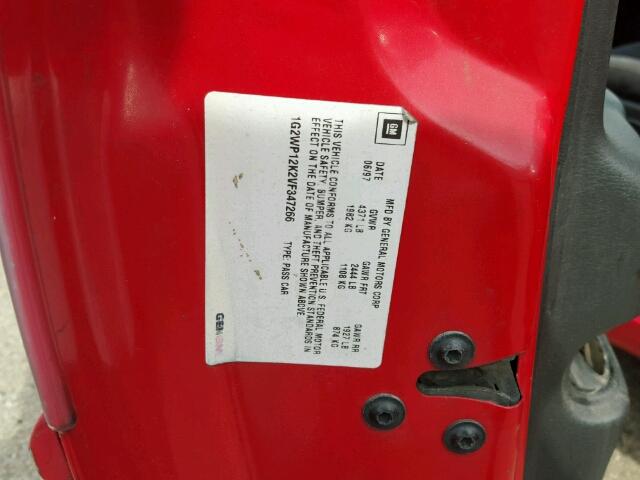 GM
MFD BY GENERAL MOTORS CORP
DATE GVWR GAWR FRT GAWR RR
06/97 4371 LB 2444 LB 1927 LB
1982 KG 1108 KG 874 KG
THIS VEHICLE CONFORMS TO ALL APPLICABLE U.S. FEDERAL MOTOR
VEHICLE SAFETY, BUMPER, AND THEFT PREVENTION STANDARDS IN
EFFECT ON THE DATE OF MANUFACTURE SHOWN ABOVE.
1G2WP12K2VF347266 TYPE: PASS CAR